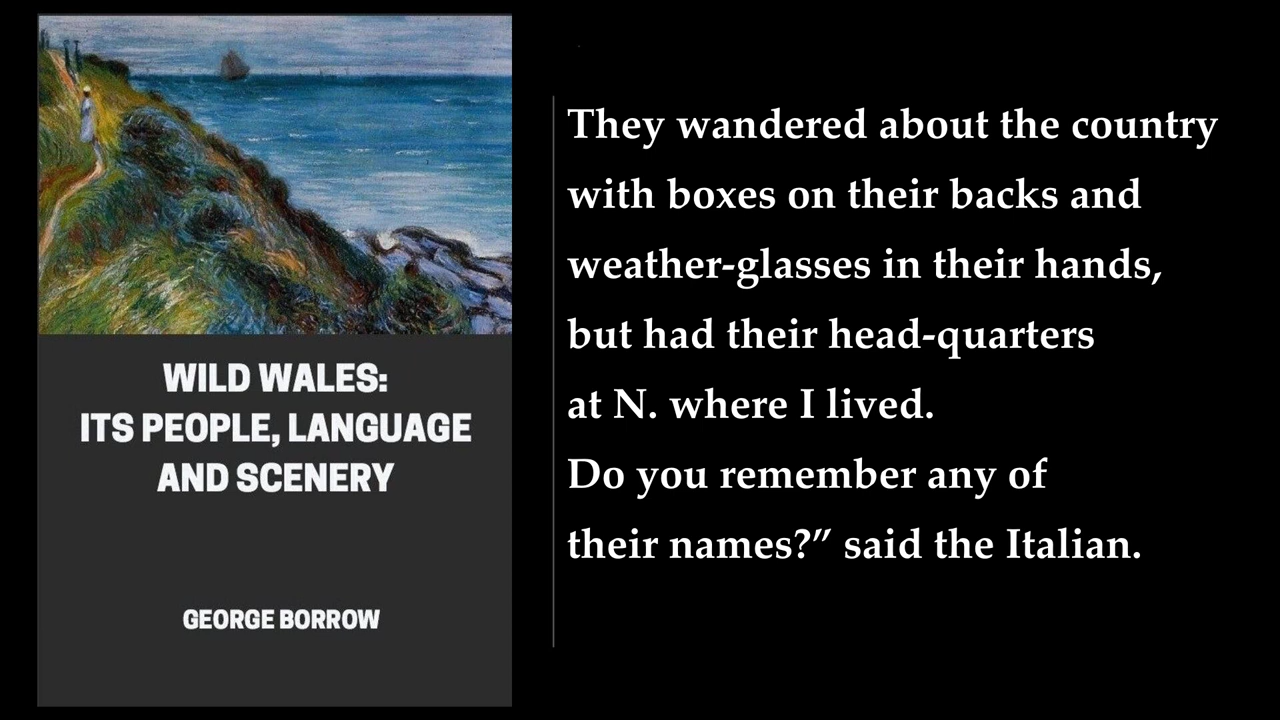 WILD WALES:
ITS PEOPLE, LANGUAGE
AND SCENERY
GEORGE BORROW
They wandered about the country
with boxes on their backs and
weather-glasses in their hands,
but had their head-quarters
at N. where I lived.
Do you remember any of
their names?” said the Italian.